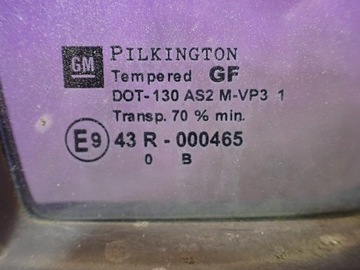 GM
PILKINGTON
Tempered GF
DOT-130 AS2 M-VP3 1
Transp. 70 % min.
E9 43 R - 000465
0 B